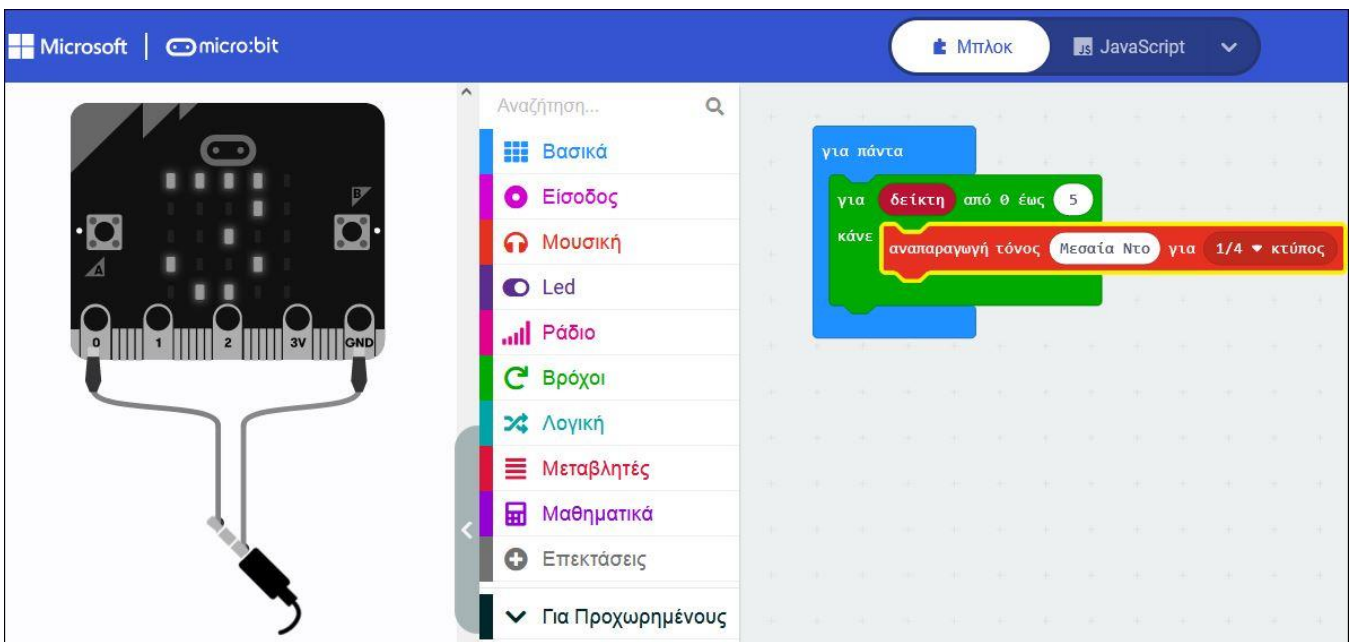 Microsoft micro:bit Μπλοκ JS JavaScript
Αναζήτηση...
Βασικά
Είσοδος
Μουσική
Led
Ράδιο
Βρόχοι
Λογική
Μεταβλητές
Μαθηματικά
Επεκτάσεις
Για Προχωρημένους
B
A
0 1 2 3V GND
για πάντα
για δείκτη από 0 έως 5
κάνε αναπαραγωγή τόνος Μεσαία Ντο για 1/4 κτύπος